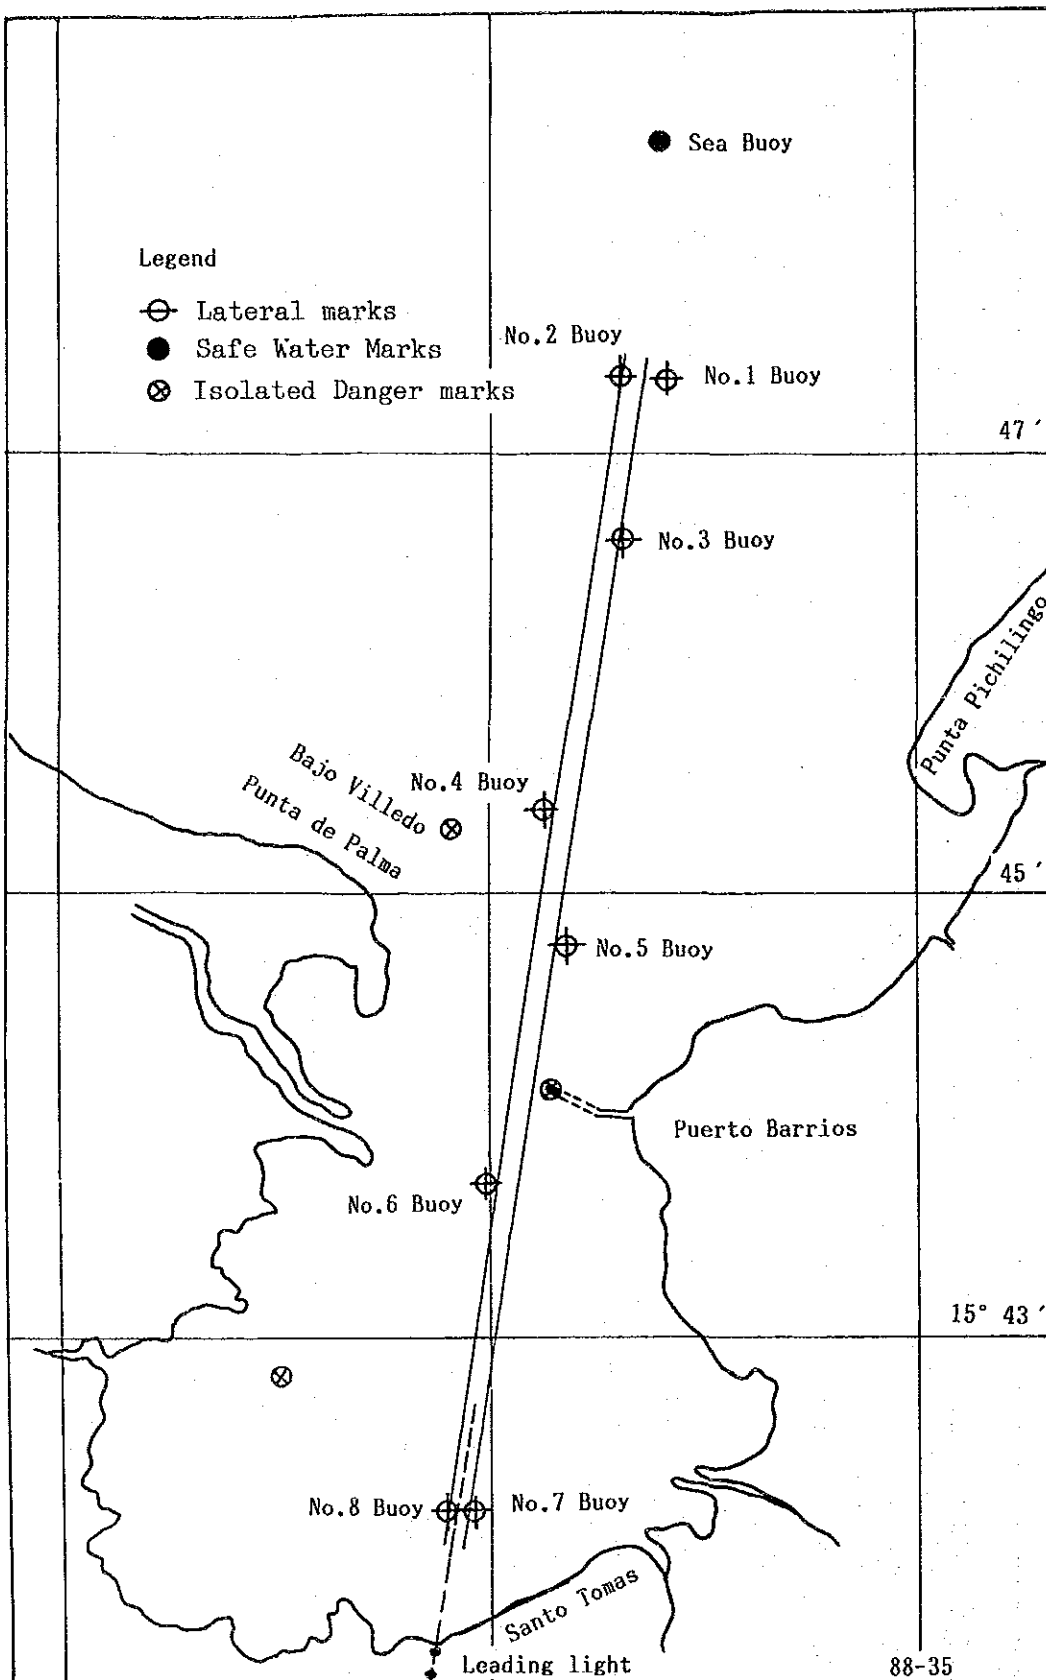 Sea Buoy
Legend
Lateral marks
Safe Water Marks
Isolated Danger marks
No.2 Buoy
No.1 Buoy
47′
No.3 Buoy
Punta Pichilingo
Bajo Villedo
Punta de Palma
No.4 Buoy
45′
No.5 Buoy
Puerto Barrios
No.6 Buoy
15° 43′
No.8 Buoy
No.7 Buoy
Santo Tomas
Leading light
88-35